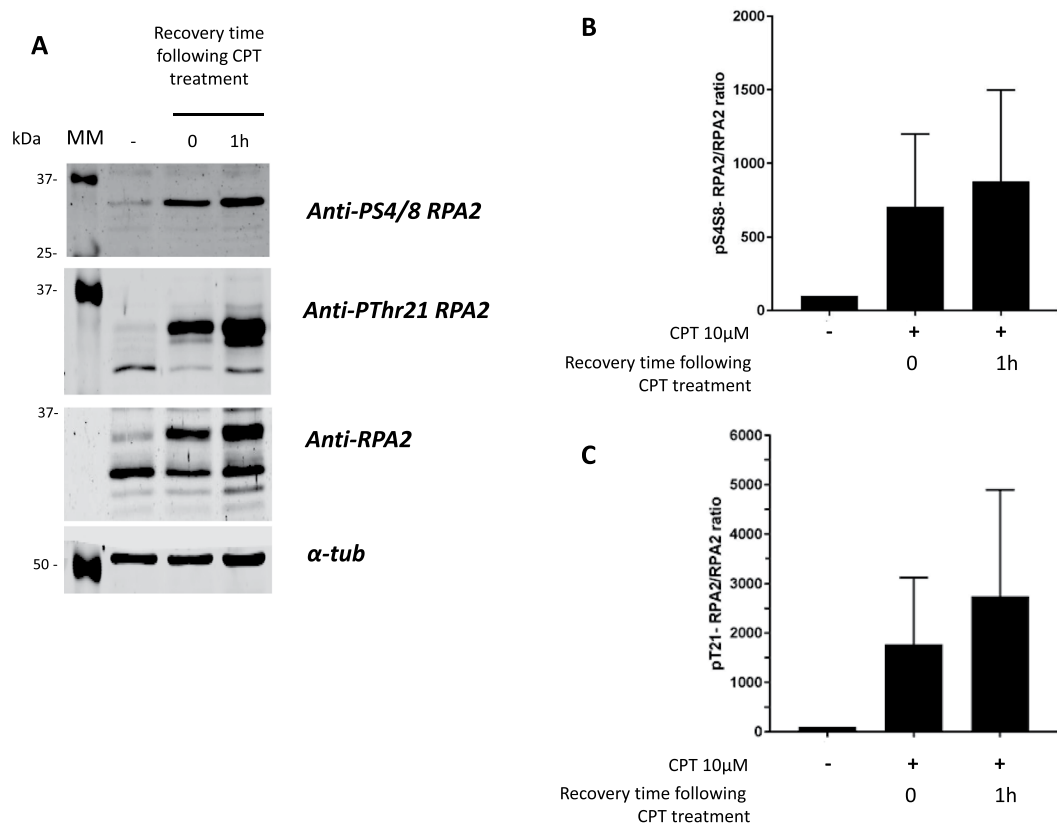 A
Recovery time
following CPT
treatment
kDa
MM
-
0
1h
37-
25-
Anti-PS4/8 RPA2
37-
Anti-PThr21 RPA2
37-
Anti-RPA2
50 -
α-tub
B
pS4S8- RPA2/RPA2 ratio
2000
1500
1000
500
0
CPT 10µM
-
+
+
Recovery time following
CPT treatment
0
1h
C
pT21- RPA2/RPA2 ratio
6000
5000
4000
3000
2000
1000
0
CPT 10µM
-
+
+
Recovery time following
CPT treatment
0
1h